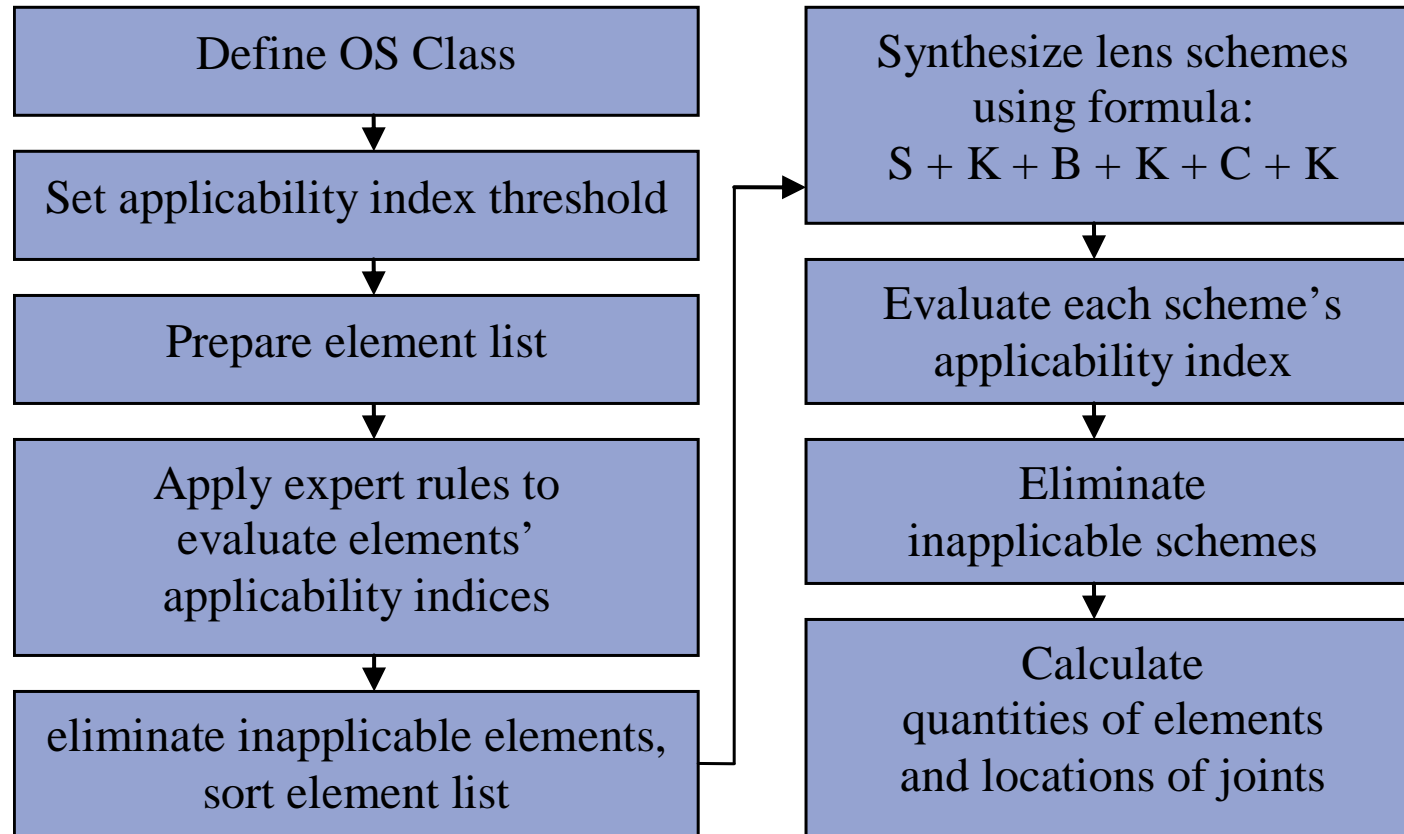 Define OS Class
Set applicability index threshold
Prepare element list
Apply expert rules to
evaluate elements’
applicability indices
eliminate inapplicable elements,
sort element list
Synthesize lens schemes
using formula:
S + K + B + K + C + K
Evaluate each scheme’s
applicability index
Eliminate
inapplicable schemes
Calculate
quantities of elements
and locations of joints